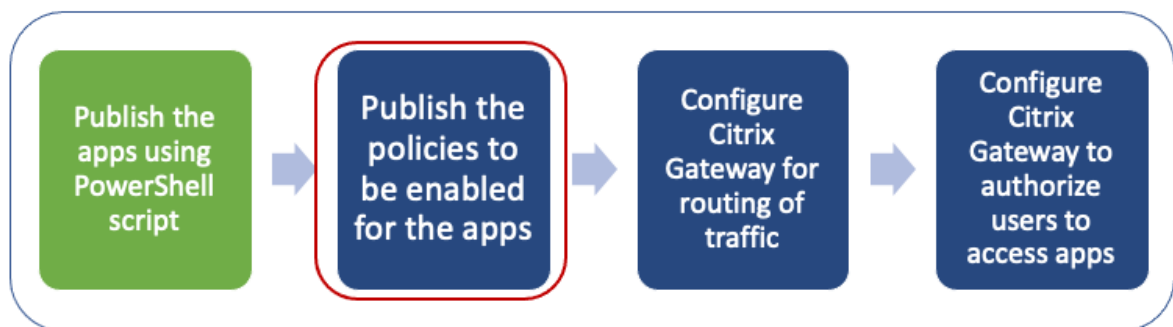 Publish the
apps using
PowerShell
script
Publish the
policies to
be enabled
for the apps
Configure
Citrix
Gateway for
routing of
traffic
Configure
Citrix
Gateway to
authorize
users to
access apps